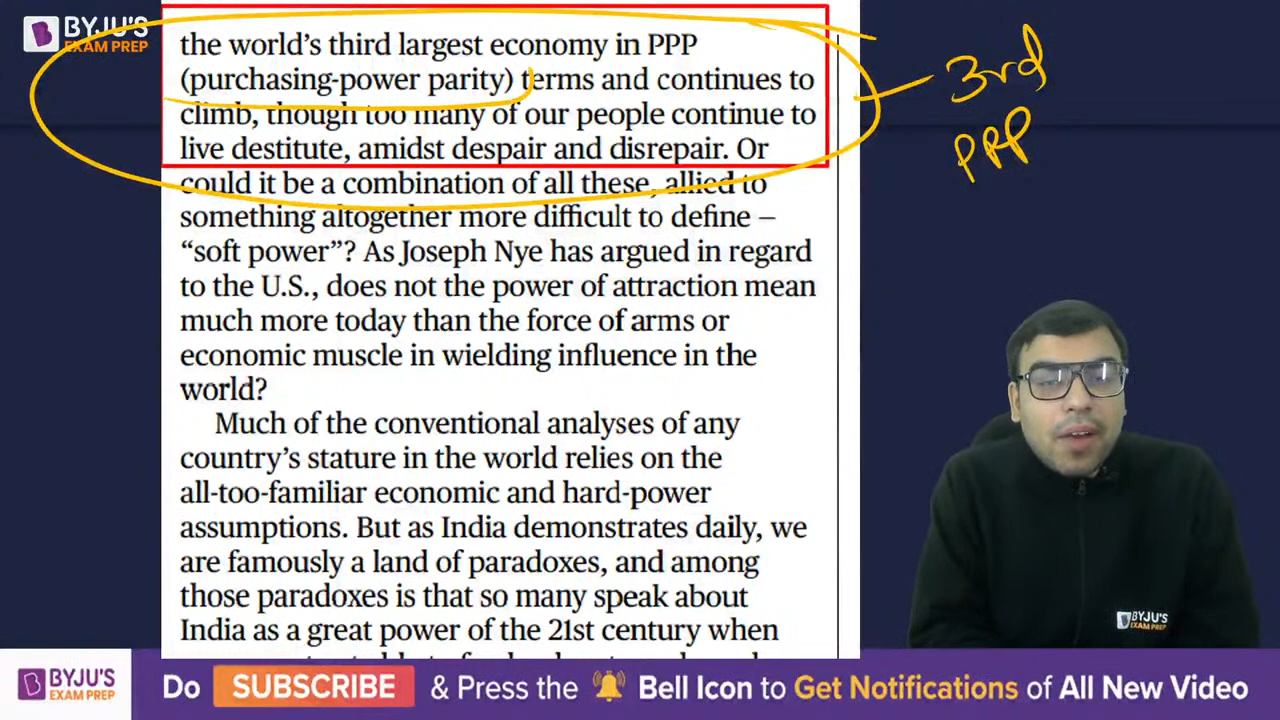 BYJU'S
EXAM PREP
the world's third largest economy in PPP
(purchasing-power parity) terms and continues to
climb, though too many of our people continue to
live destitute, amidst despair and disrepair. Or
could it be a combination of all these, allied to
something altogether more difficult to define –
“soft power”? As Joseph Nye has argued in regard
to the U.S., does not the power of attraction mean
much more today than the force of arms or
economic muscle in wielding influence in the
world?
Much of the conventional analyses of any
country's stature in the world relies on the
all-too-familiar economic and hard-power
assumptions. But as India demonstrates daily, we
are famously a land of paradoxes, and among
those paradoxes is that so many speak about
India as a great power of the 21st century when
3rd
PPP
BYJU'S
EXAM PREP
BYJU'S
EXAM PREP
Do SUBSCRIBE & Press the Bell Icon to Get Notifications of All New Video